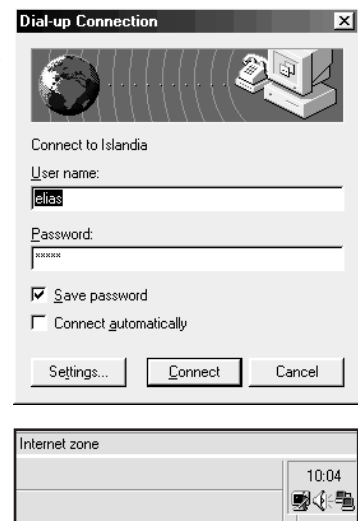 Dial-up Connection
Connect to Islandia
User name:
elias
Password:
*****
Save password
Connect automatically
Settings... Connect Cancel
Internet zone
10:04